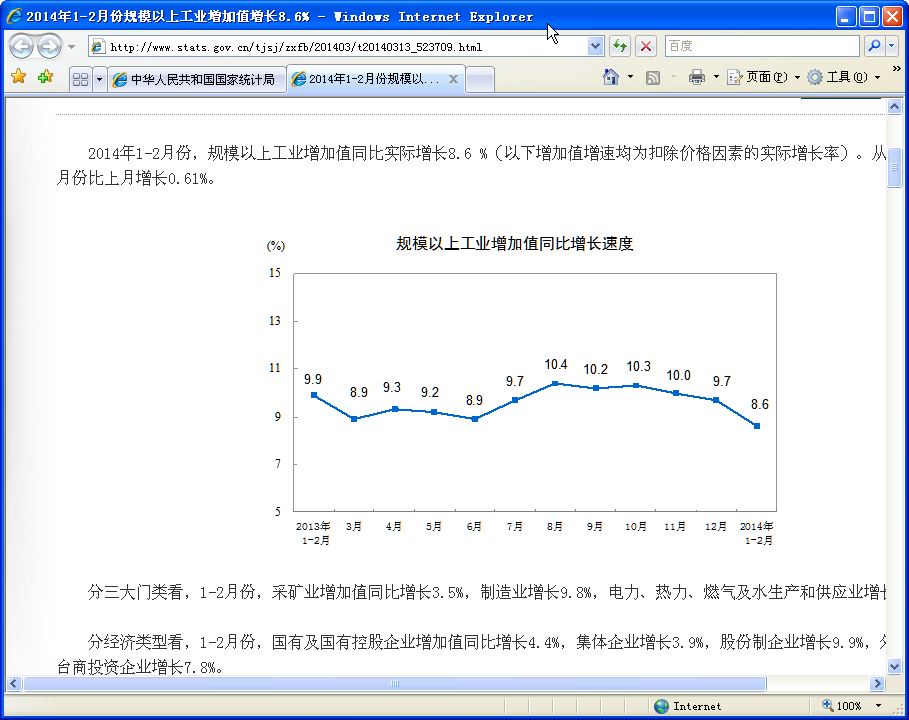 2014年1-2月份规模以上工业增加值增长8.6% - Windows Internet Explorer
http://www.stats.gov.cn/tjsj/zxfb/201403/t20140313_523709.html
百度
中华人民共和国国家统计局
2014年1-2月份规模以...
页面(P)
工具(O)
2014年1-2月份，规模以上工业增加值同比实际增长8.6 %（以下增加值增速均为扣除价格因素的实际增长率）。从
月份比上月增长0.61%。
(%)
规模以上工业增加值同比增长速度
15
13
11
9
7
5
9.9 8.9 9.3 9.2 8.9 9.7 10.4 10.2 10.3 10.0 9.7 8.6
2013年 3月 4月 5月 6月 7月 8月 9月 10月 11月 12月 2014年
1-2月 1-2月
分三大门类看，1-2月份，采矿业增加值同比增长3.5%，制造业增长9.8%，电力、热力、燃气及水生产和供应业增长
分经济类型看，1-2月份，国有及国有控股企业增加值同比增长4.4%，集体企业增长3.9%，股份制企业增长9.9%，
台商投资企业增长7.8%。
Internet
100%